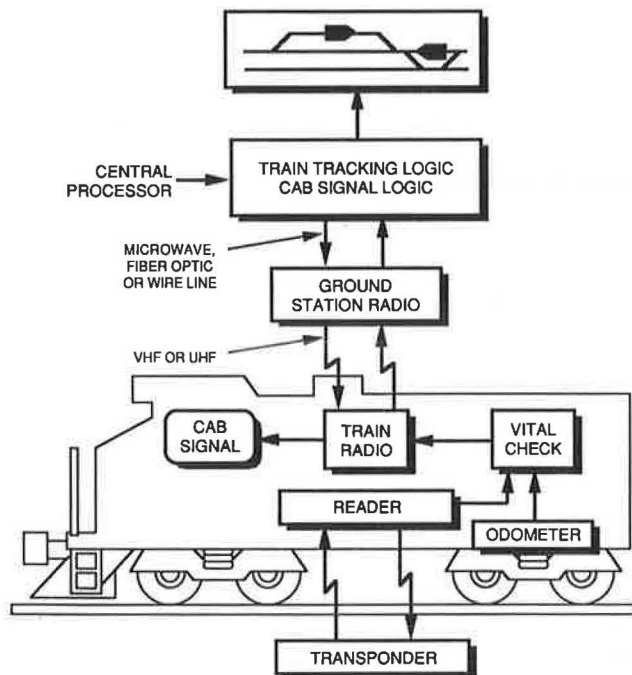 TRAIN TRACKING LOGIC
CAB SIGNAL LOGIC
CENTRAL
PROCESSOR
MICROWAVE,
FIBER OPTIC
OR WIRE LINE
GROUND
STATION RADIO
VHF OR UHF
CAB
SIGNAL
TRAIN
RADIO
VITAL
CHECK
READER
ODOMETER
TRANSPONDER